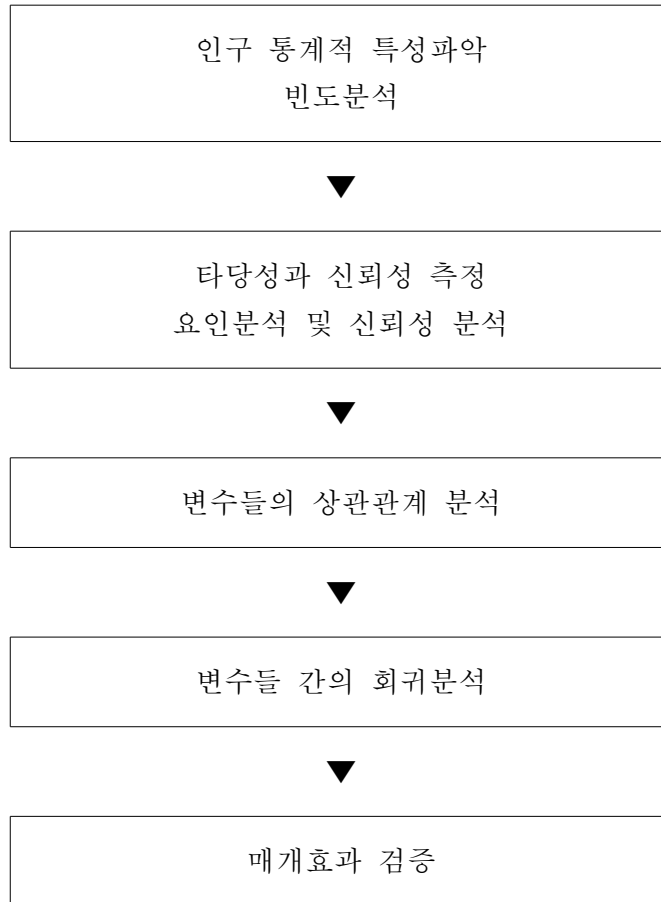 인구 통계적 특성파악
빈도분석
▼
타당성과 신뢰성 측정
요인분석 및 신뢰성 분석
▼
변수들의 상관관계 분석
▼
변수들 간의 회귀분석
▼
매개효과 검증